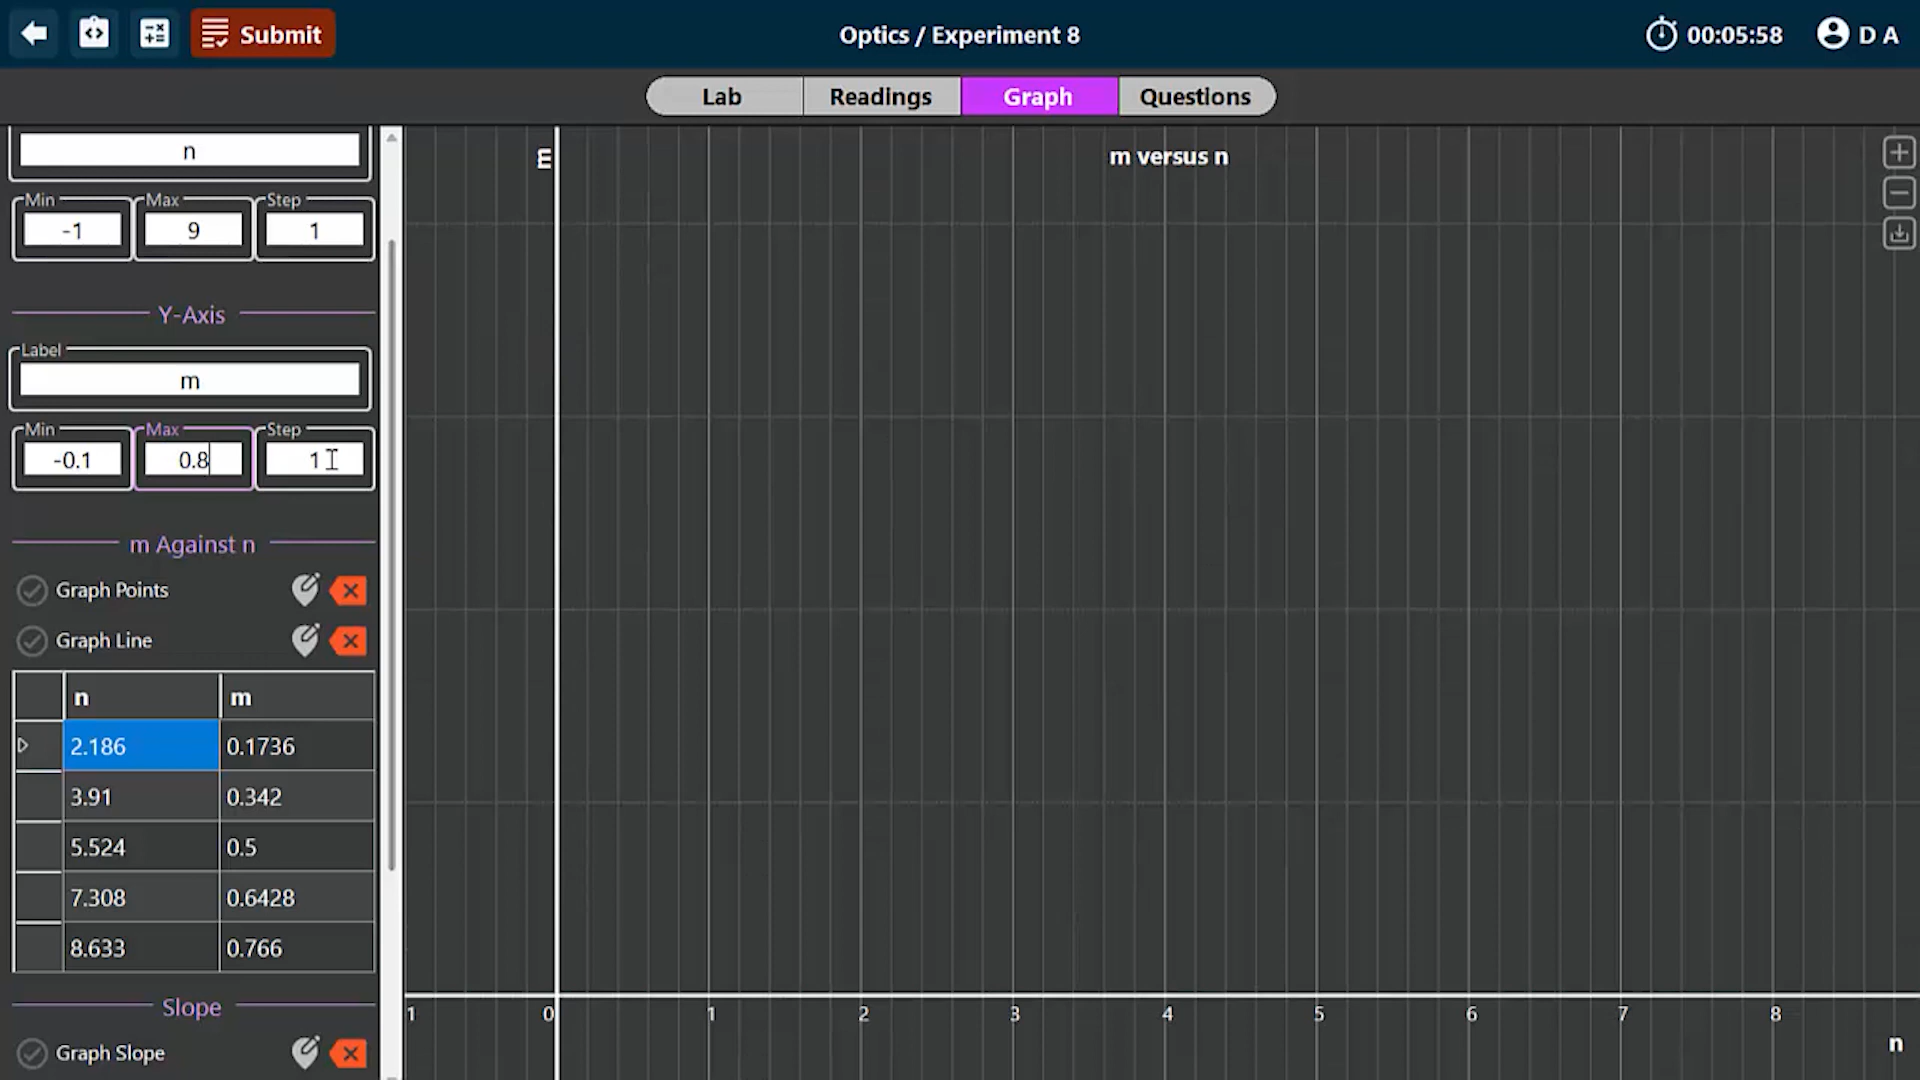 Submit
Optics / Experiment 8
00:05:58
D A
Lab
Readings
Graph
Questions
n
Min
Max
Step
-1
9
1
Y-Axis
Label
m
Min
Max
Step
-0.1
0.8
1
m Against n
Graph Points
Graph Line
n m
2.186 0.1736
3.91 0.342
5.524 0.5
7.308 0.6428
8.633 0.766
Slope
Graph Slope
m
m versus n
1 0 1 2 3 4 5 6 7 8
n